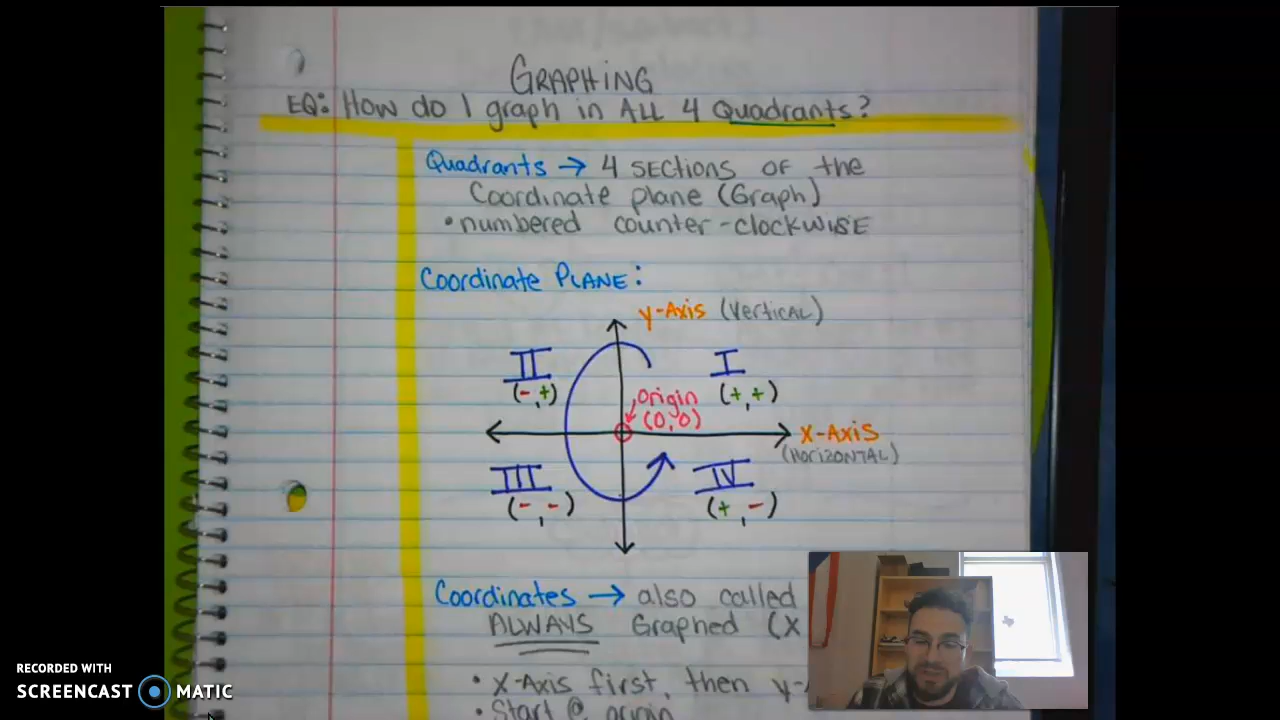 GRAPHING
EQ: How do I graph in ALL 4 Quadrants?
Quadrants → 4 SECTIONS OF the
Coordinate plane (Graph)
• numbered counter-clockwise
Coordinate PLANE:
y-Axis (VERTICAL)
II
(-,+)
I
(+,+)
Origin
(0,0)
X-AXIS
(HORIZONTAL)
III
(-,-)
IV
(+,-)
Coordinates → also called
ALWAYS Graphed (X
• X-Axis first, then y-
• Start @ origin
RECORDED WITH
SCREENCAST MATIC